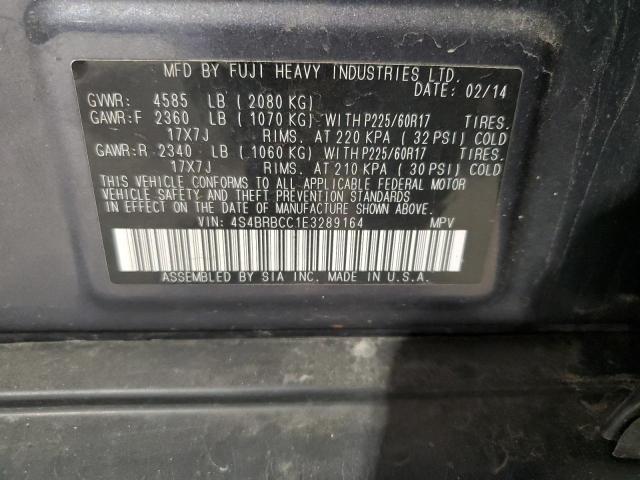 MFD BY FUJI HEAVY INDUSTRIES LTD.
DATE: 02/14
GVWR: 4585 LB ( 2080 KG)
GAWR:F 2360 LB ( 1070 KG) WITH P225/60R17 TIRES.
17X7J RIMS. AT 220 KPA ( 32 PSI) COLD
GAWR:R 2340 LB ( 1060 KG) WITH P225/60R17 TIRES.
17X7J RIMS. AT 210 KPA ( 30 PSI) COLD
THIS VEHICLE CONFORMS TO ALL APPLICABLE FEDERAL MOTOR
VEHICLE SAFETY AND THEFT PREVENTION STANDARDS
IN EFFECT ON THE DATE OF MANUFACTURE SHOWN ABOVE.
VIN: 4S4BRBCC1E3289164 MPV
ASSEMBLED BY SIA INC. MADE IN U.S.A.